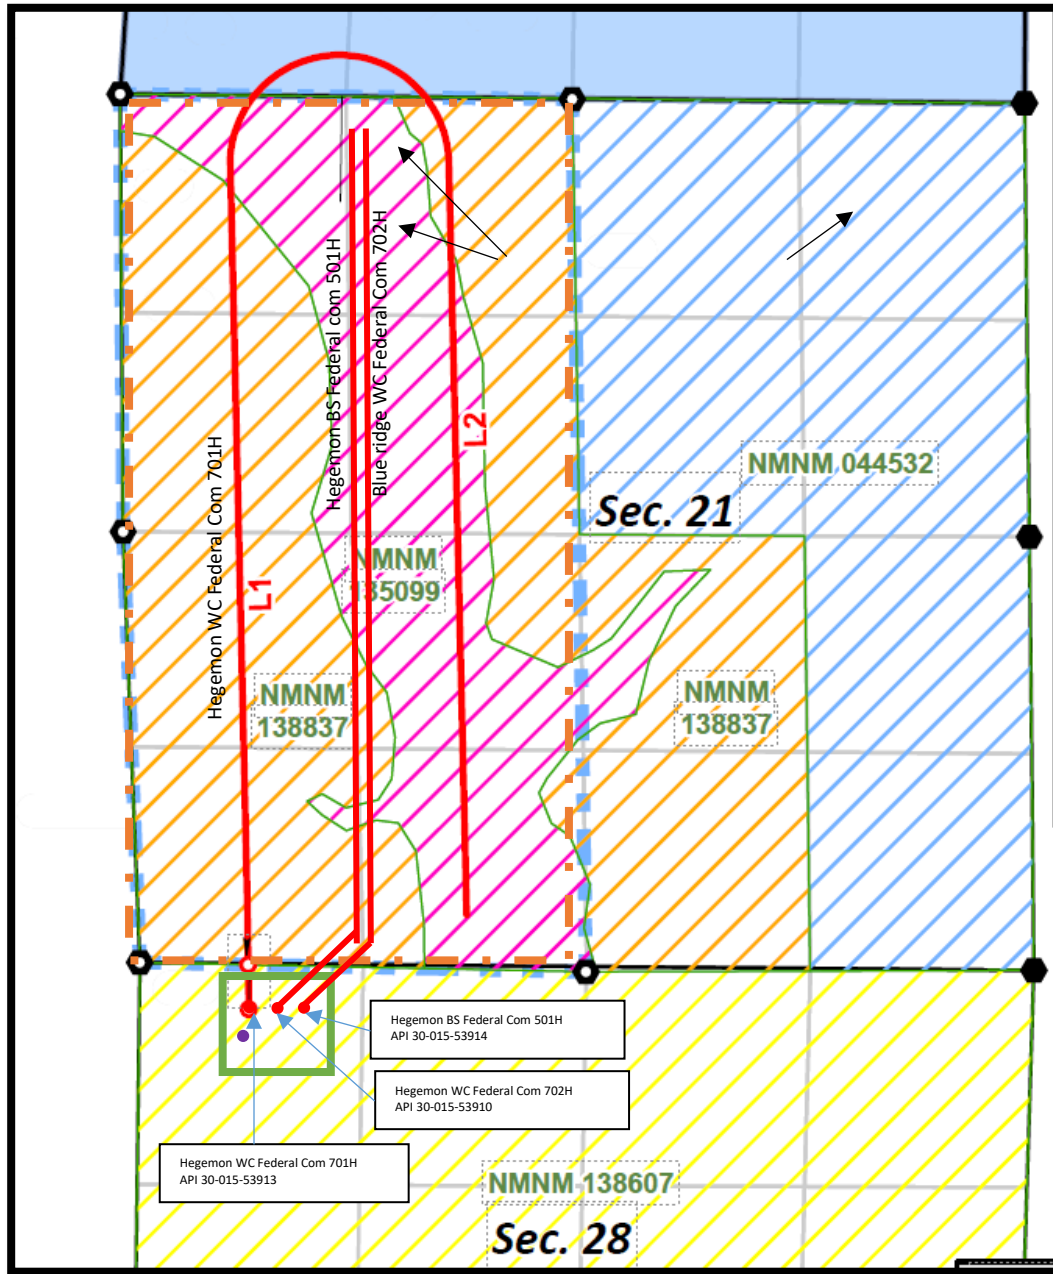 Hegemon BS Federal com 501H
Blue ridge WC Federal Com 702H
Hegemon WC Federal Com 701H
L2
NMNM 044532
Sec. 21
NMNM
135099
L1
NMNM
138837
NMNM
138837
Hegemon BS Federal Com 501H
API 30-015-53914
Hegemon WC Federal Com 702H
API 30-015-53910
Hegemon WC Federal Com 701H
API 30-015-53913
NMNM 138607
Sec. 28